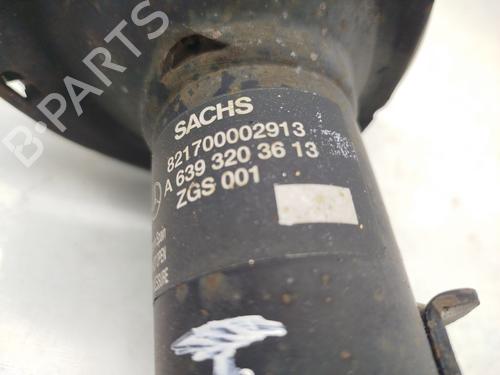 B-PARTS
SACHS
821700002913
A 639 320 36 13
ZGS 001